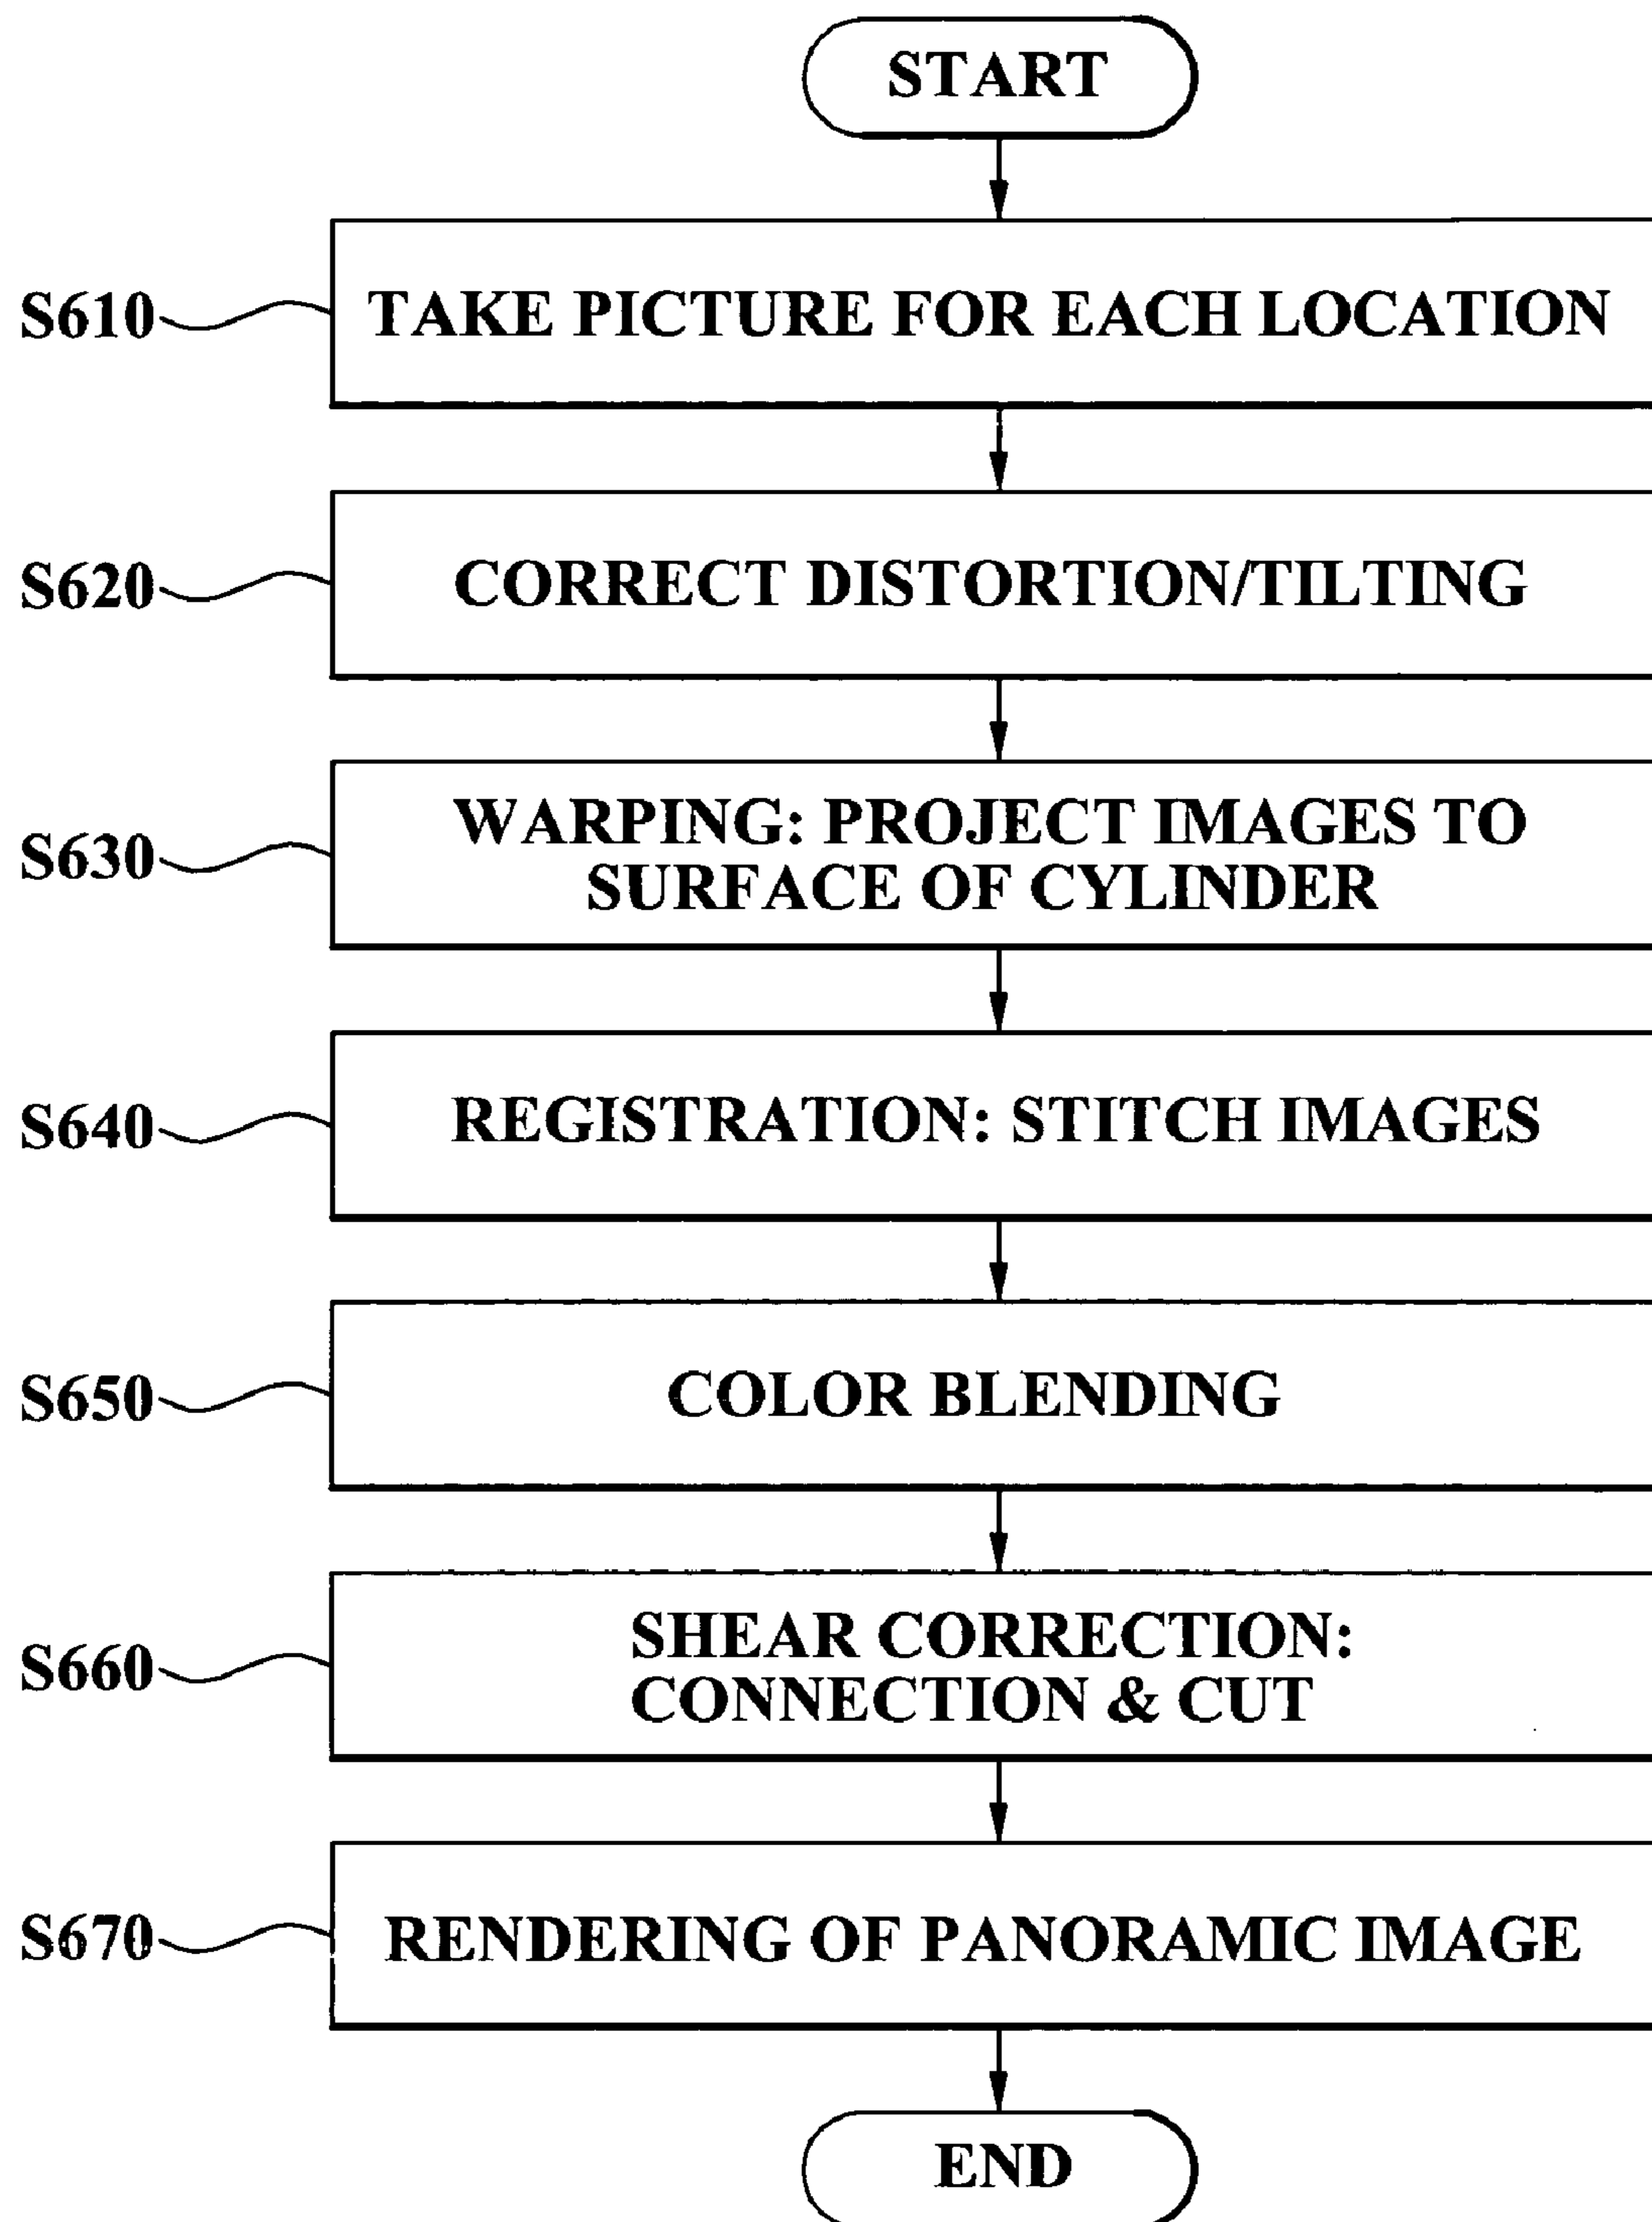 START
S610
TAKE PICTURE FOR EACH LOCATION
S620
CORRECT DISTORTION/TILTING
S630
WARPING: PROJECT IMAGES TO
SURFACE OF CYLINDER
S640
REGISTRATION: STITCH IMAGES
S650
COLOR BLENDING
S660
SHEAR CORRECTION:
CONNECTION & CUT
S670
RENDERING OF PANORAMIC IMAGE
END